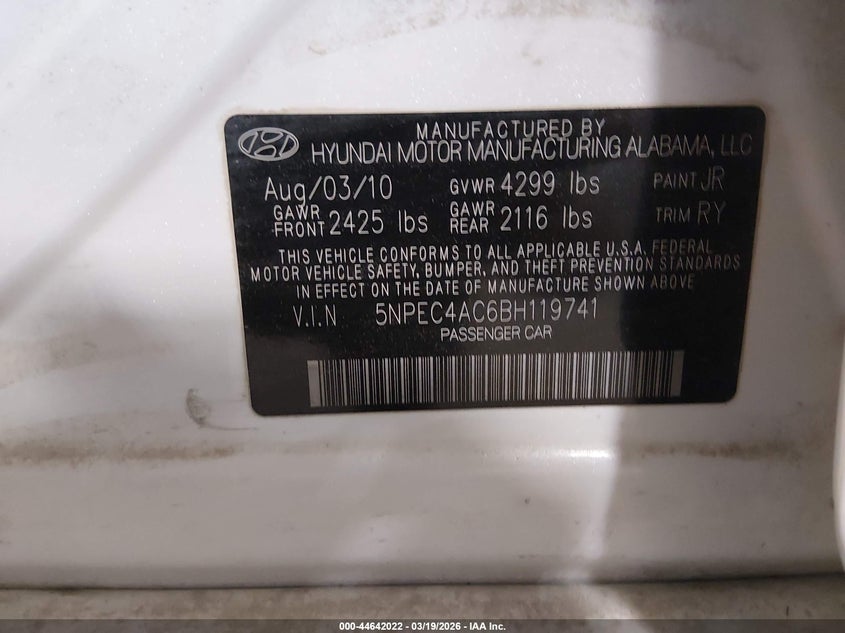 MANUFACTURED BY
HYUNDAI MOTOR MANUFACTURING ALABAMA, LLC
Aug/03/10 GVWR 4299 lbs PAINT JR
GAWR FRONT 2425 lbs GAWR REAR 2116 lbs TRIM RY
THIS VEHICLE CONFORMS TO ALL APPLICABLE U.S.A. FEDERAL
MOTOR VEHICLE SAFETY, BUMPER, AND THEFT PREVENTION STANDARDS
IN EFFECT ON THE DATE OF MANUFACTURE SHOWN ABOVE
V.I.N 5NPEC4AC6BH119741
PASSENGER CAR
000-44642022 - 03/19/2026 - IAA Inc.